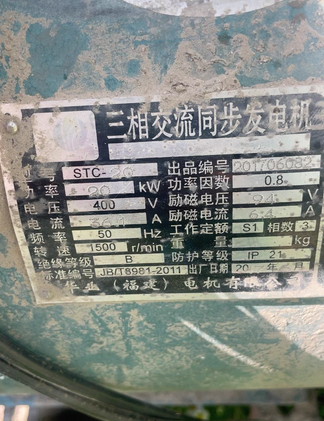 三相交流同步发电机
号 STC-20 出品编号
功率 20 kW 功率因数 0.8
电压 400 V 励磁电压 V
电流 A 励磁电流 A
频率 50 Hz 工作定额 S1 相数 3
转速 1500 r/min 重量 kg
绝缘等级 B 防护等级 IP 21
标准编号 JB/T8981-2011 出厂日期 20 年 月
华 (福建) 电机有限公